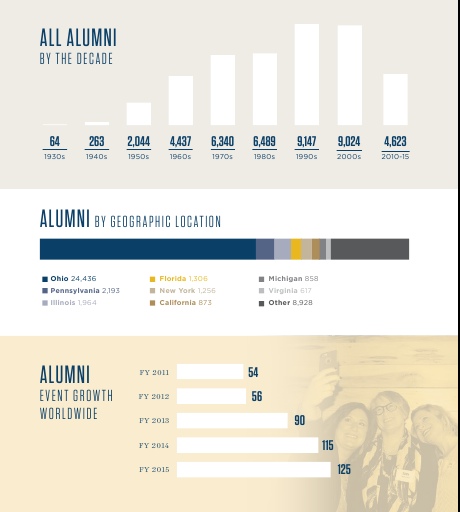 ALL ALUMNI
BY THE DECADE
64 263 2,044 4,437 6,340 6,489 9,147 9,024 4,623
1930s 1940s 1950s 1960s 1970s 1980s 1990s 2000s 2010-15
ALUMNI BY GEOGRAPHIC LOCATION
Ohio 24,436 Florida 1,306 Michigan 858
Pennsylvania 2,193 New York 1,256 Virginia 617
Illinois 1,964 California 873 Other 8,928
ALUMNI
EVENT GROWTH
WORLDWIDE
FY 2011 54
FY 2012 56
FY 2013 90
FY 2014 115
FY 2015 125